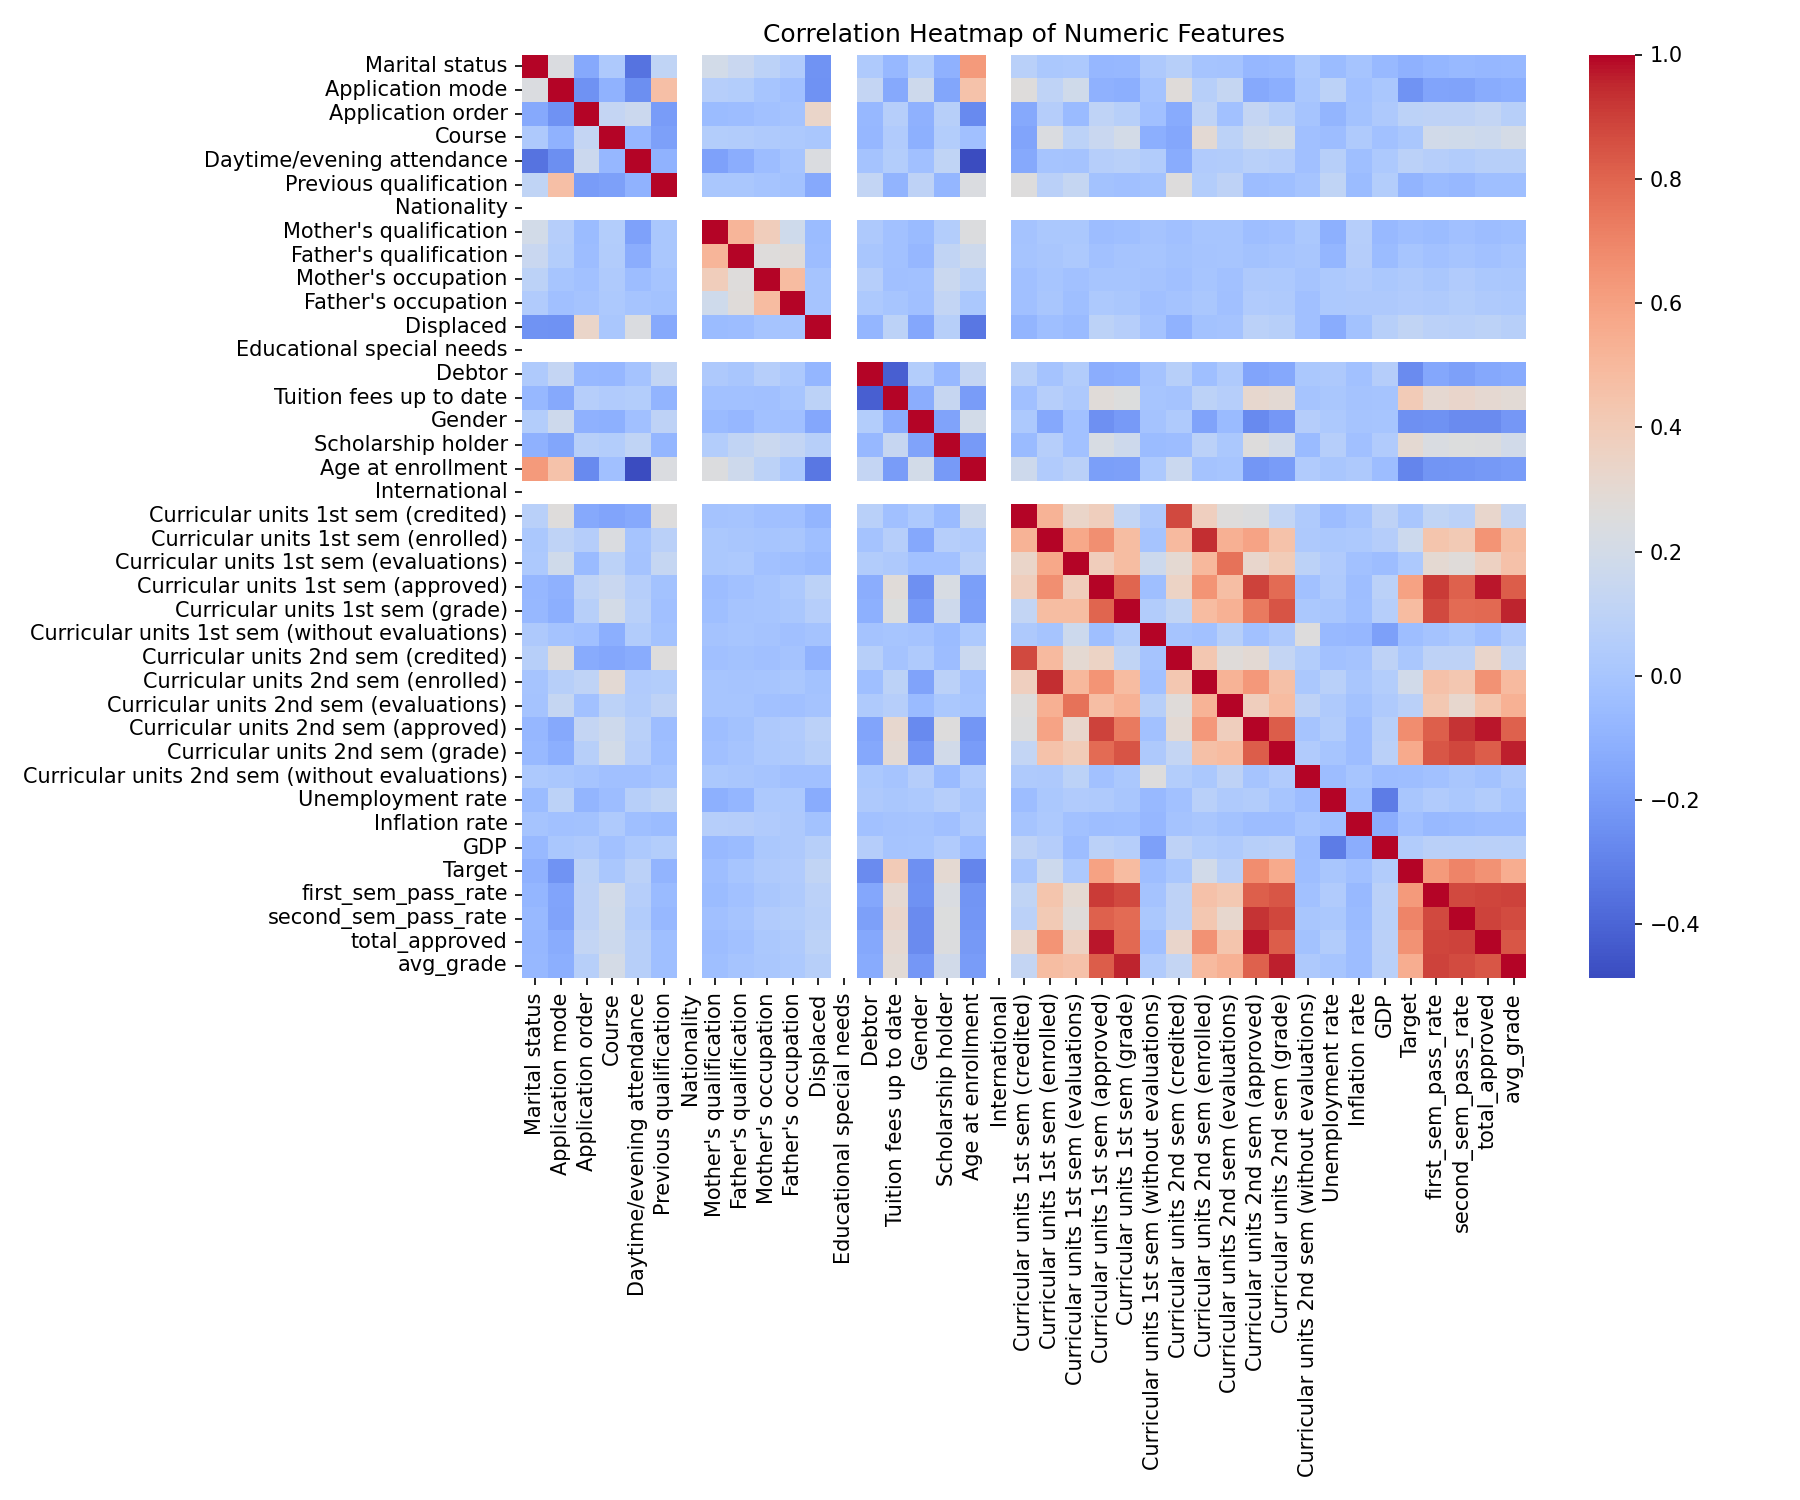 Correlation Heatmap of Numeric Features
Marital status
Application mode
Application order
Course
Daytime/evening attendance
Previous qualification
Nationality
Mother's qualification
Father's qualification
Mother's occupation
Father's occupation
Displaced
Educational special needs
Debtor
Tuition fees up to date
Gender
Scholarship holder
Age at enrollment
International
Curricular units 1st sem (credited)
Curricular units 1st sem (enrolled)
Curricular units 1st sem (evaluations)
Curricular units 1st sem (approved)
Curricular units 1st sem (grade)
Curricular units 1st sem (without evaluations)
Curricular units 2nd sem (credited)
Curricular units 2nd sem (enrolled)
Curricular units 2nd sem (evaluations)
Curricular units 2nd sem (approved)
Curricular units 2nd sem (grade)
Curricular units 2nd sem (without evaluations)
Unemployment rate
Inflation rate
GDP
Target
first_sem_pass_rate
second_sem_pass_rate
total_approved
avg_grade
Marital status
Application mode
Application order
Course
Daytime/evening attendance
Previous qualification
Nationality
Mother's qualification
Father's qualification
Mother's occupation
Father's occupation
Displaced
Educational special needs
Debtor
Tuition fees up to date
Gender
Scholarship holder
Age at enrollment
International
Curricular units 1st sem (credited)
Curricular units 1st sem (enrolled)
Curricular units 1st sem (evaluations)
Curricular units 1st sem (approved)
Curricular units 1st sem (grade)
Curricular units 1st sem (without evaluations)
Curricular units 2nd sem (credited)
Curricular units 2nd sem (enrolled)
Curricular units 2nd sem (evaluations)
Curricular units 2nd sem (approved)
Curricular units 2nd sem (grade)
Curricular units 2nd sem (without evaluations)
Unemployment rate
Inflation rate
GDP
Target
first_sem_pass_rate
second_sem_pass_rate
total_approved
avg_grade
1.0
0.8
0.6
0.4
0.2
0.0
−0.2
−0.4